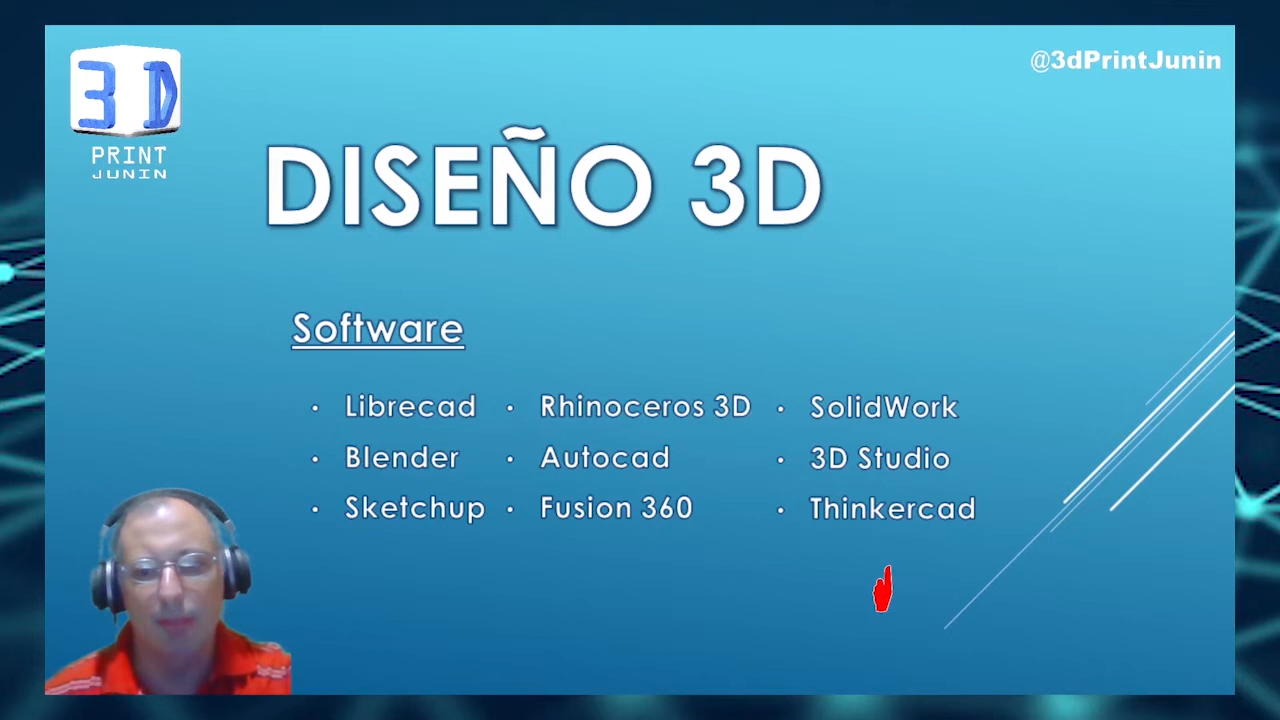 3D
PRINT
JUNIN
@3dPrintJunin
DISEÑO 3D
Software
• Librecad
• Blender
• Sketchup
• Rhinoceros 3D
• Autocad
• Fusion 360
• SolidWork
• 3D Studio
• Thinkercad